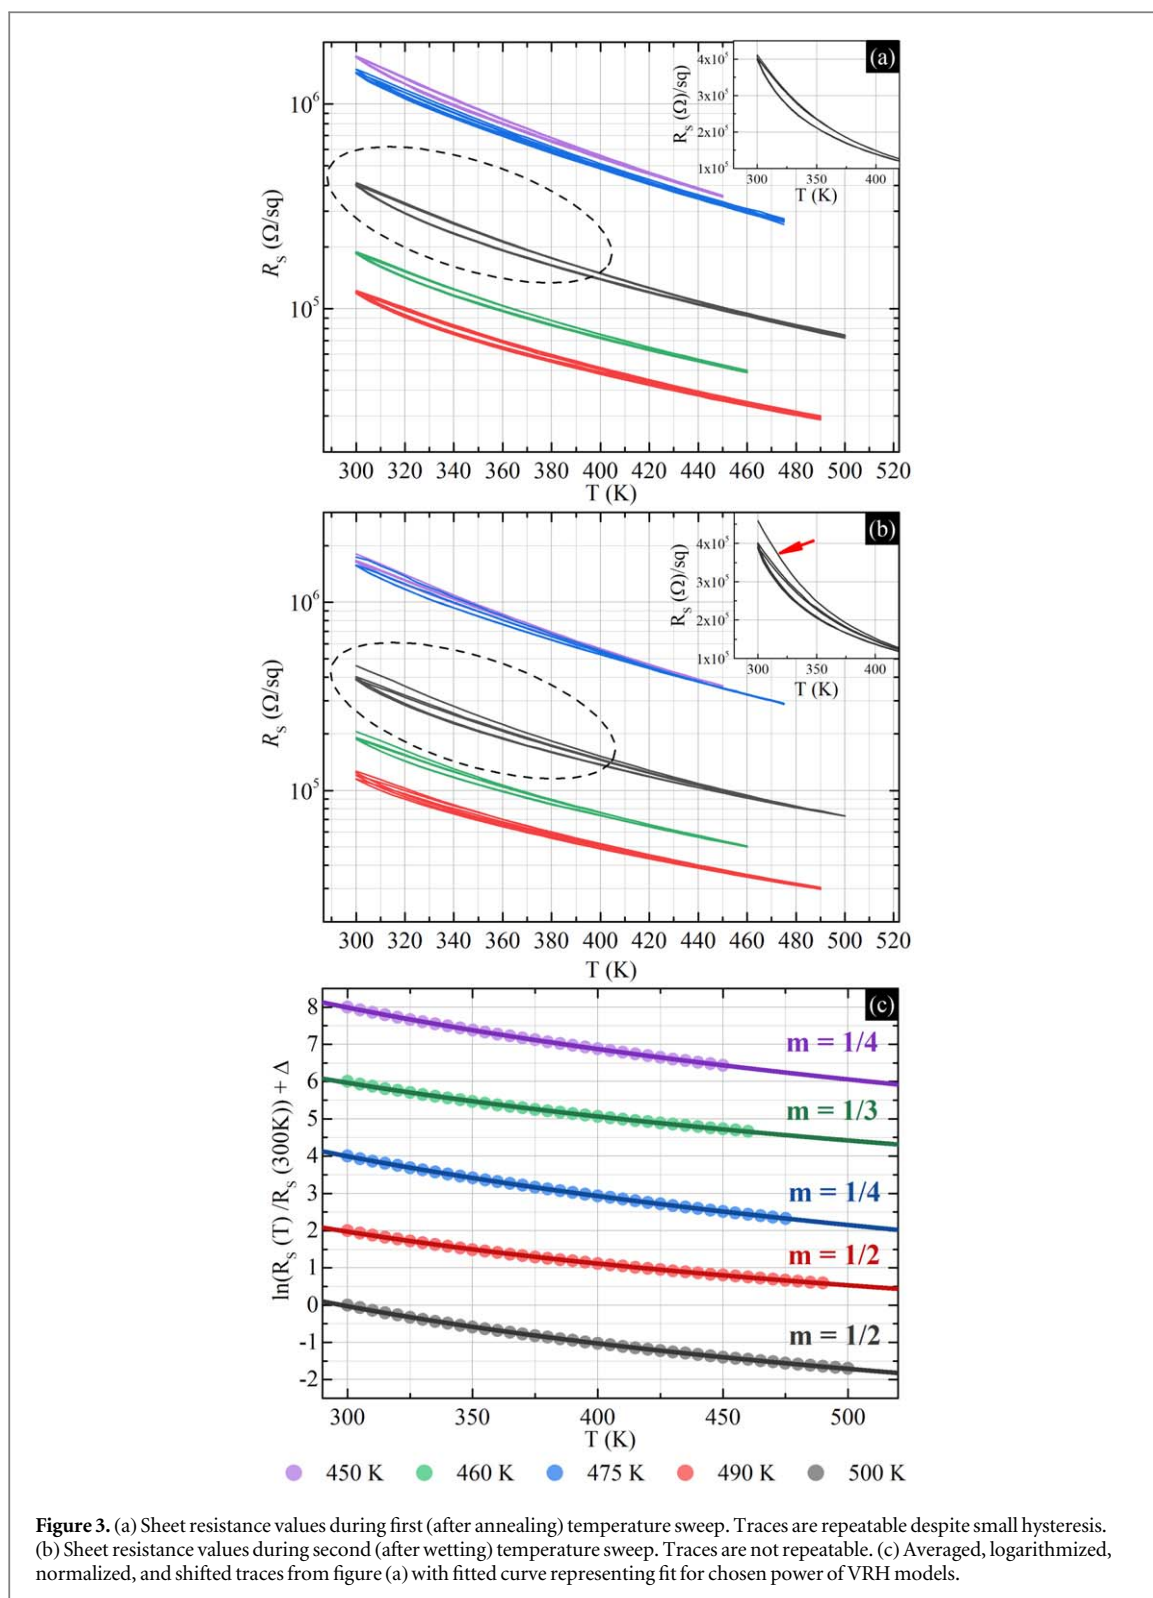 (a)
10⁶
10⁵
R_s (Ω/sq)
300 320 340 360 380 400 420 440 460 480 500 520
T (K)
4x10⁵
3x10⁵
2x10⁵
1x10⁵
R_s (Ω)/sq)
300 350 400
T (K)
(b)
10⁶
10⁵
R_s (Ω/sq)
300 320 340 360 380 400 420 440 460 480 500 520
T (K)
4x10⁵
3x10⁵
2x10⁵
1x10⁵
R_s (Ω)/sq)
300 350 400
T (K)
(c)
8
7
6
5
4
3
2
1
0
-1
-2
ln(R_s (T) /R_s (300K)) + Δ
m = 1/4
m = 1/3
m = 1/4
m = 1/2
m = 1/2
300 350 400 450 500
T (K)
450 K 460 K 475 K 490 K 500 K
Figure 3. (a) Sheet resistance values during first (after annealing) temperature sweep. Traces are repeatable despite small hysteresis.
(b) Sheet resistance values during second (after wetting) temperature sweep. Traces are not repeatable. (c) Averaged, logarithmized,
normalized, and shifted traces from figure (a) with fitted curve representing fit for chosen power of VRH models.